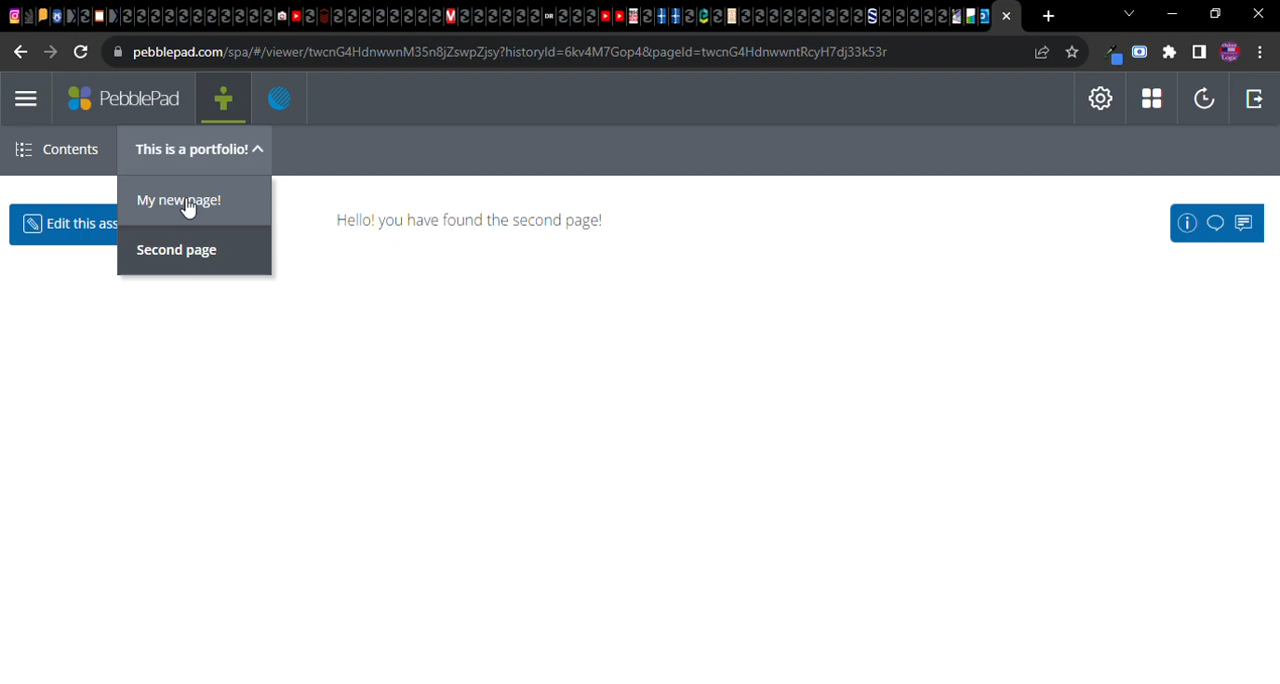 pebblepad.com/spa/#/viewer/twcnG4HdnwwnM35n8jZswpZjsy?historyId=6kv4M7Gop4&pageId=twcnG4HdnwwntRcyH7dj33k53r
PebblePad
Contents
This is a portfolio!
My new page!
Second page
Edit this ass
Hello! you have found the second page!